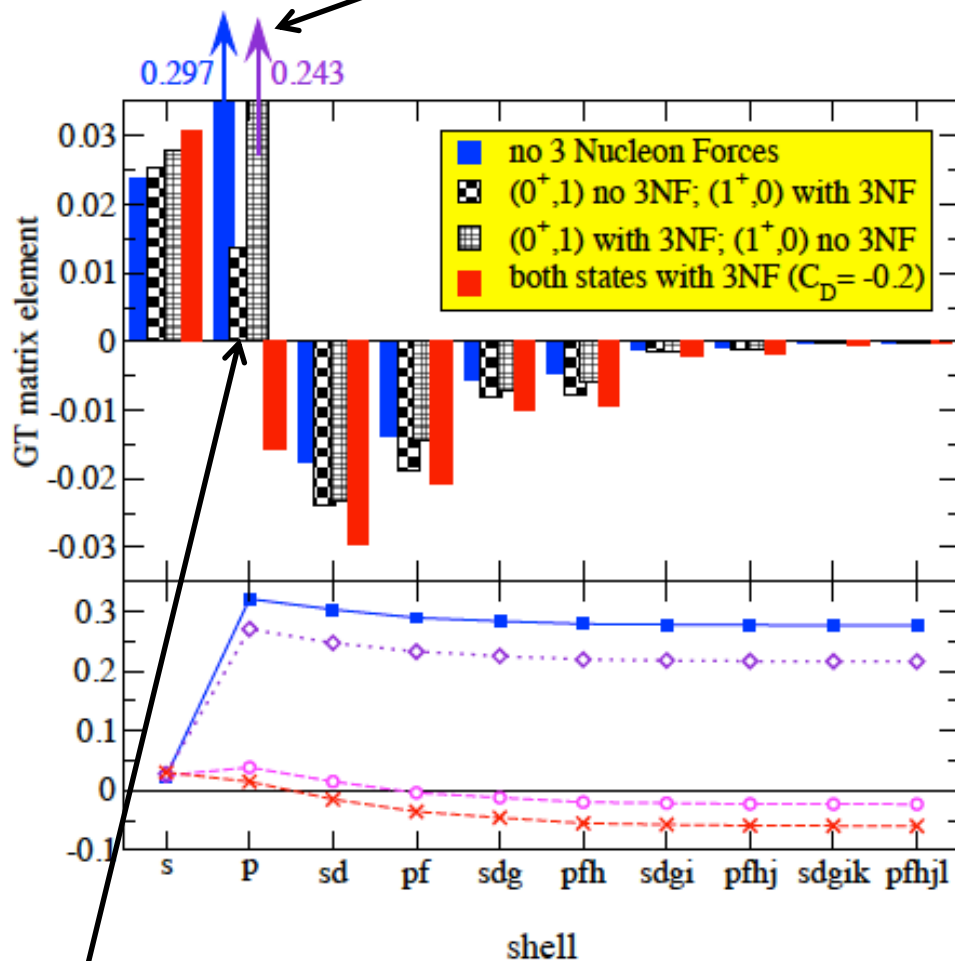 0.297 0.243
0.03
0.02
0.01
0
-0.01
-0.02
-0.03
GT matrix element
no 3 Nucleon Forces
(0⁺,1) no 3NF; (1⁺,0) with 3NF
(0⁺,1) with 3NF; (1⁺,0) no 3NF
both states with 3NF (C_D= -0.2)
0.3
0.2
0.1
0
-0.1
s p sd pf sdg pfh sdgi pfhj sdgik pfhjl
shell